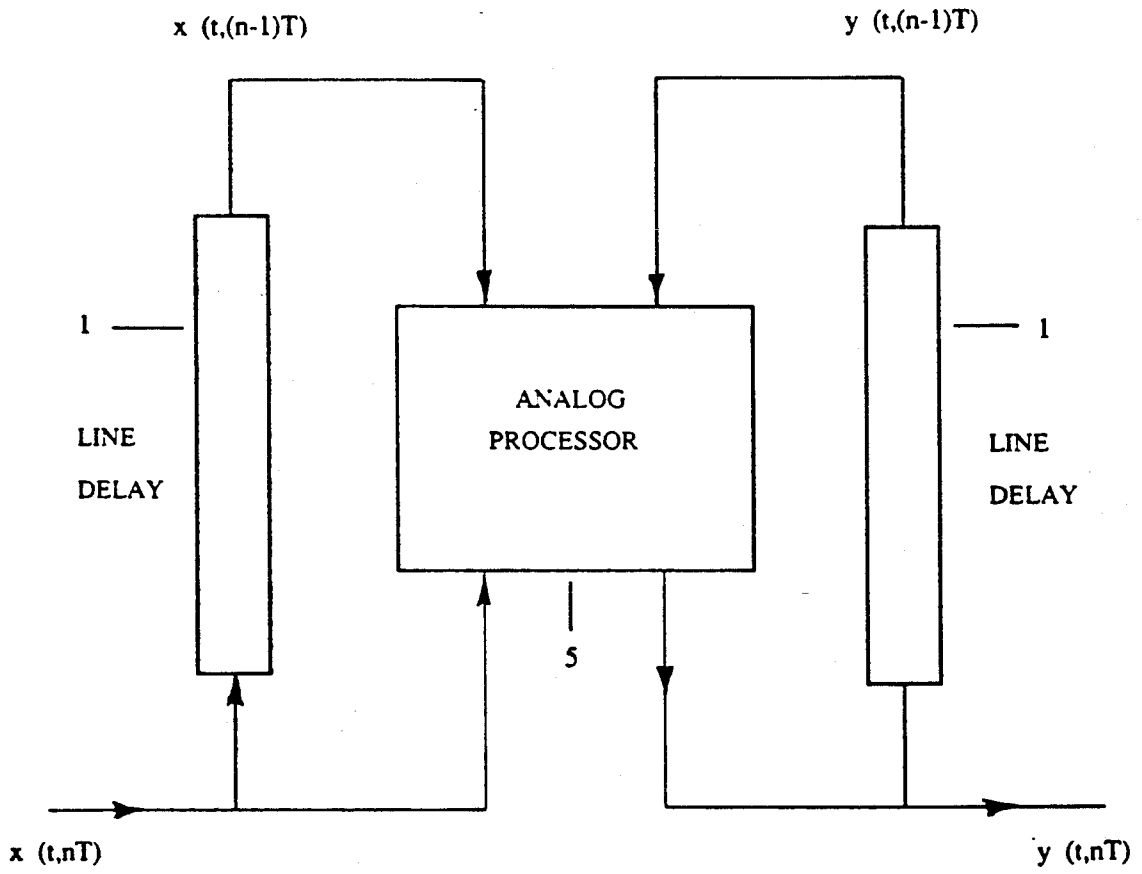 x (t,(n-1)T)
y (t,(n-1)T)
1
1
ANALOG
PROCESSOR
LINE
DELAY
LINE
DELAY
5
x (t,nT)
y (t,nT)